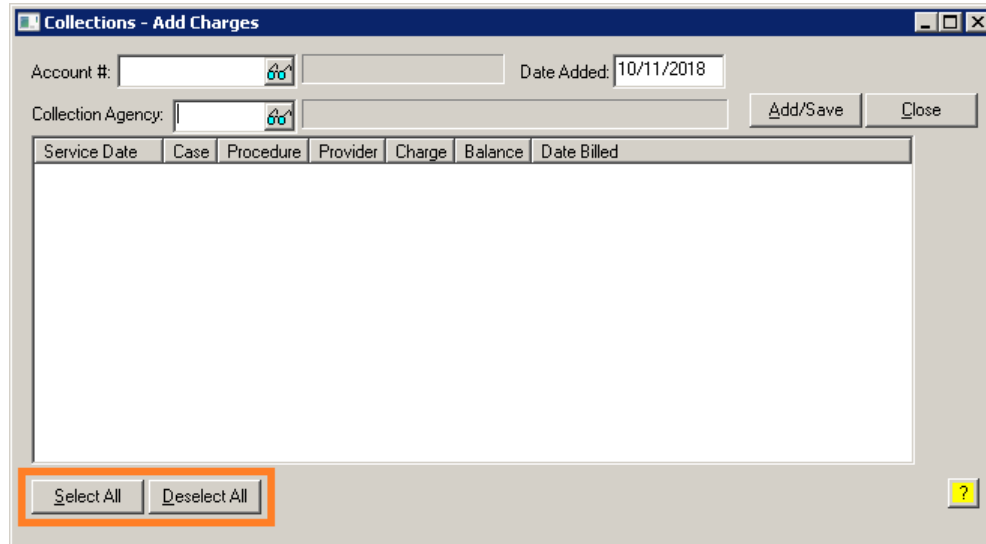 Collections - Add Charges
Account #: Date Added: 10/11/2018
Collection Agency: Add/Save Close
Service Date Case Procedure Provider Charge Balance Date Billed
Select All Deselect All ?